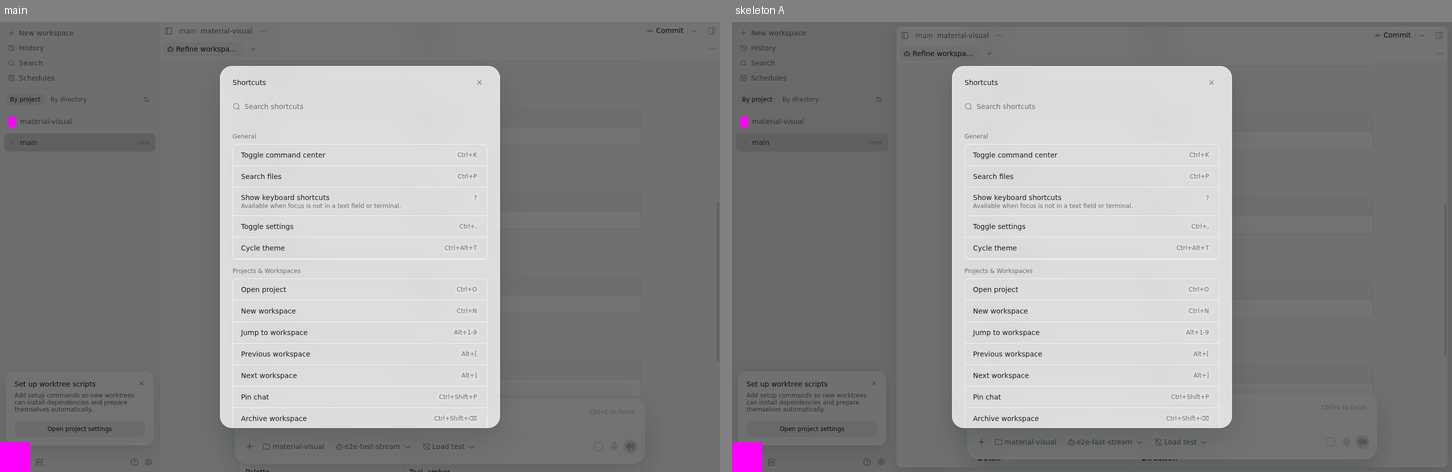 main
New workspace
History
Search
Schedules
By project
By directory
material-visual
main
now
Set up worktree scripts
Add setup commands so new worktrees
can install dependencies and prepare
themselves automatically.
Open project settings
main material-visual
Commit
Refine workspa...
Shortcuts
Search shortcuts
General
Toggle command center Ctrl+K
Search files Ctrl+P
Show keyboard shortcuts ?
Available when focus is not in a text field or terminal.
Toggle settings Ctrl+,
Cycle theme Ctrl+Alt+T
Projects & Workspaces
Open project Ctrl+O
New workspace Ctrl+N
Jump to workspace Alt+1-9
Previous workspace Alt+[
Next workspace Alt+]
Pin chat Ctrl+Shift+P
Archive workspace Ctrl+Shift+⌫
Ctrl+L to focus
material-visual e2e-fast-stream Load test
skeleton A
New workspace
History
Search
Schedules
By project
By directory
material-visual
main
now
Set up worktree scripts
Add setup commands so new worktrees
can install dependencies and prepare
themselves automatically.
Open project settings
main material-visual
Commit
Refine workspa...
Shortcuts
Search shortcuts
General
Toggle command center Ctrl+K
Search files Ctrl+P
Show keyboard shortcuts ?
Available when focus is not in a text field or terminal.
Toggle settings Ctrl+,
Cycle theme Ctrl+Alt+T
Projects & Workspaces
Open project Ctrl+O
New workspace Ctrl+N
Jump to workspace Alt+1-9
Previous workspace Alt+[
Next workspace Alt+]
Pin chat Ctrl+Shift+P
Archive workspace Ctrl+Shift+⌫
Ctrl+L to focus
material-visual e2e-fast-stream Load test